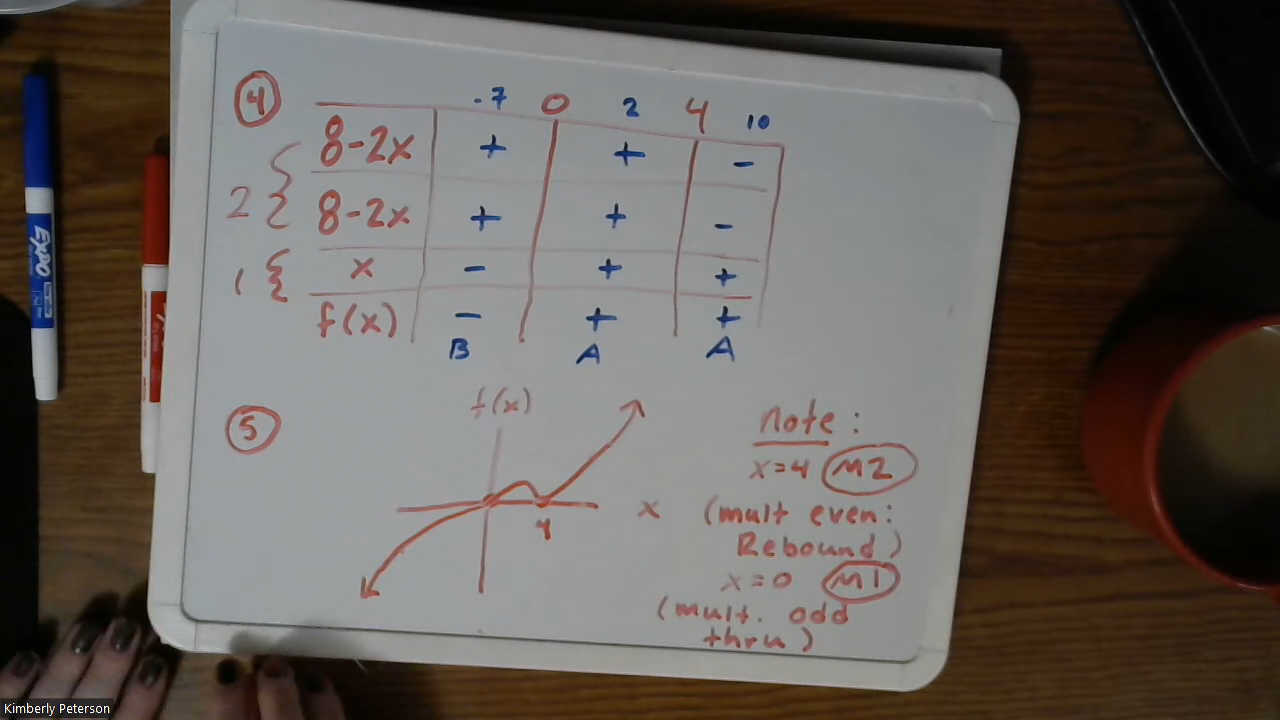 4
-7 0 2 4 10
8-2x + + -
2 { 8-2x + + -
1 { x - + +
f(x) - + +
B A A
5
f(x)
x
4
note:
x=4 M2
(mult even:
Rebound)
x=0 M1
(mult. odd
thru)
EXPO
Kimberly Peterson